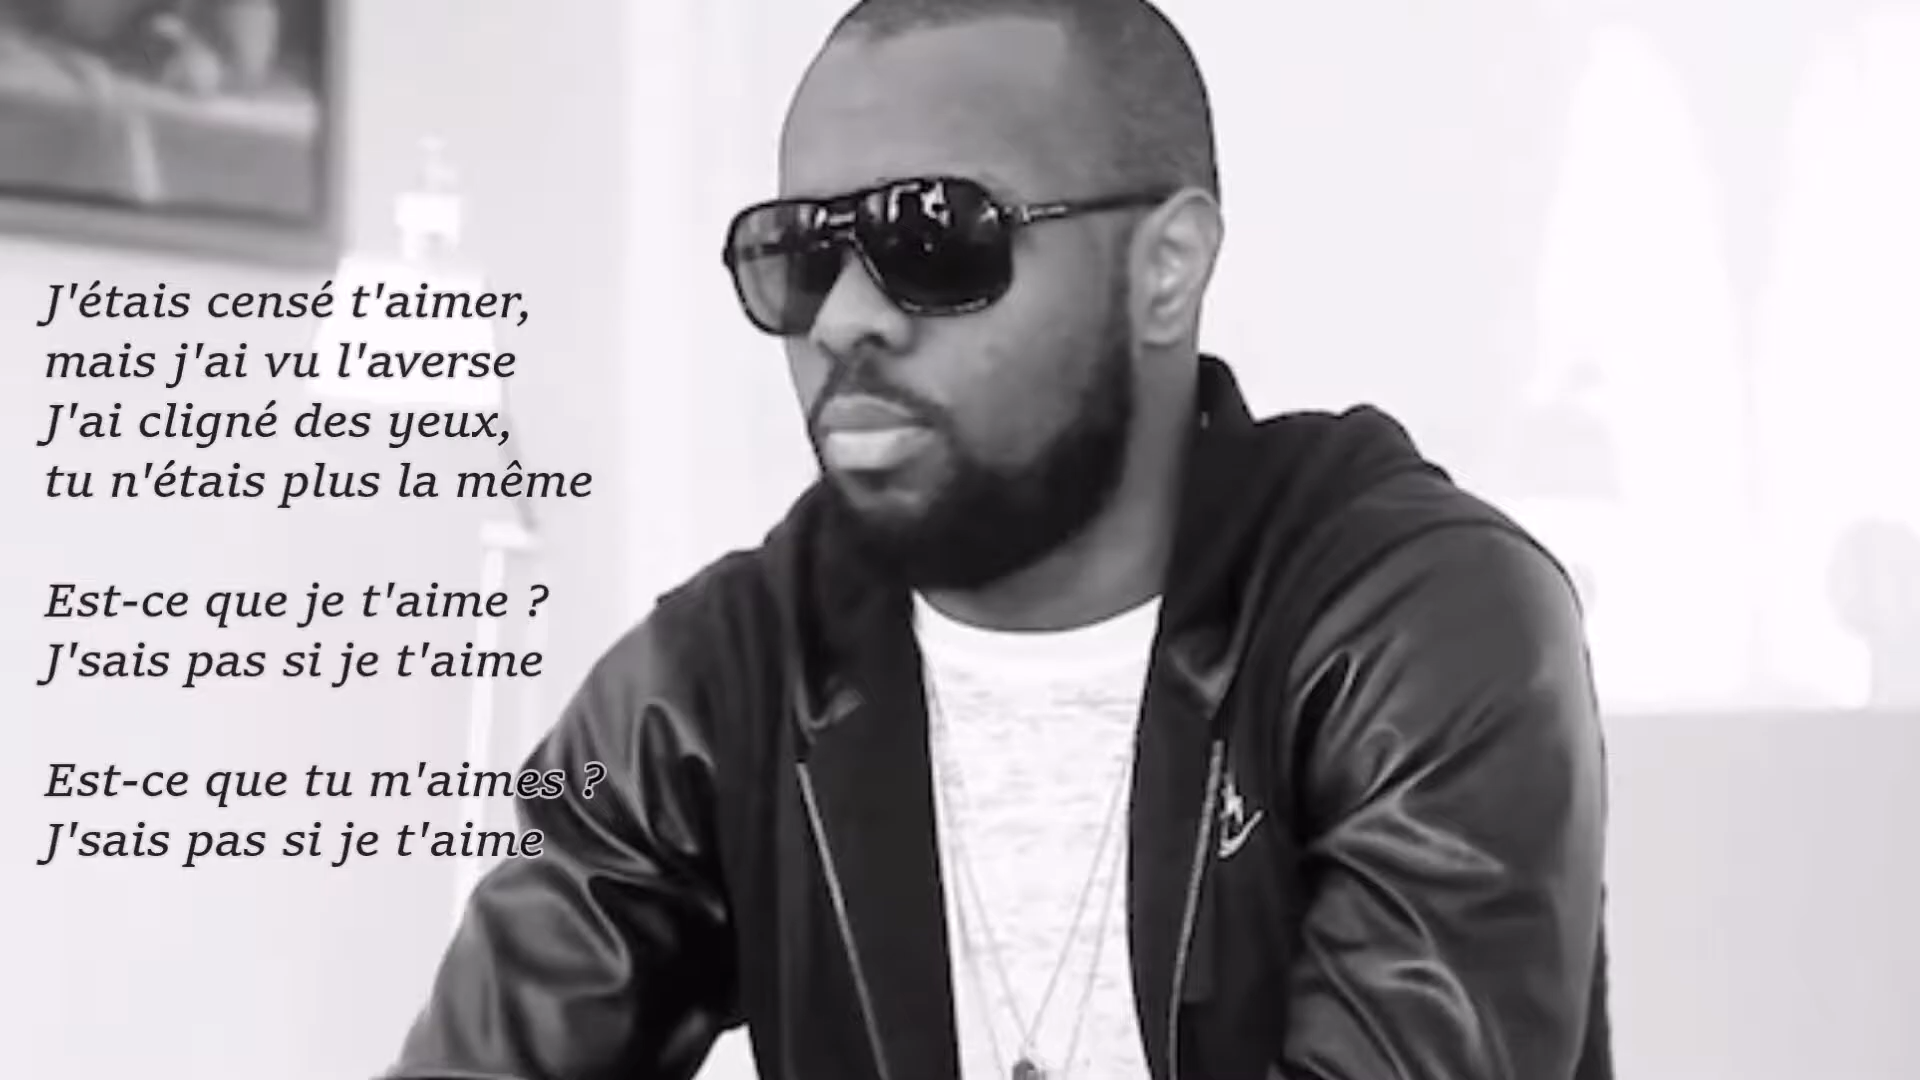 J'étais censé t'aimer,
mais j'ai vu l'averse
J'ai cligné des yeux,
tu n'étais plus la même
Est-ce que je t'aime ?
J'sais pas si je t'aime
Est-ce que tu m'aimes ?
J'sais pas si je t'aime